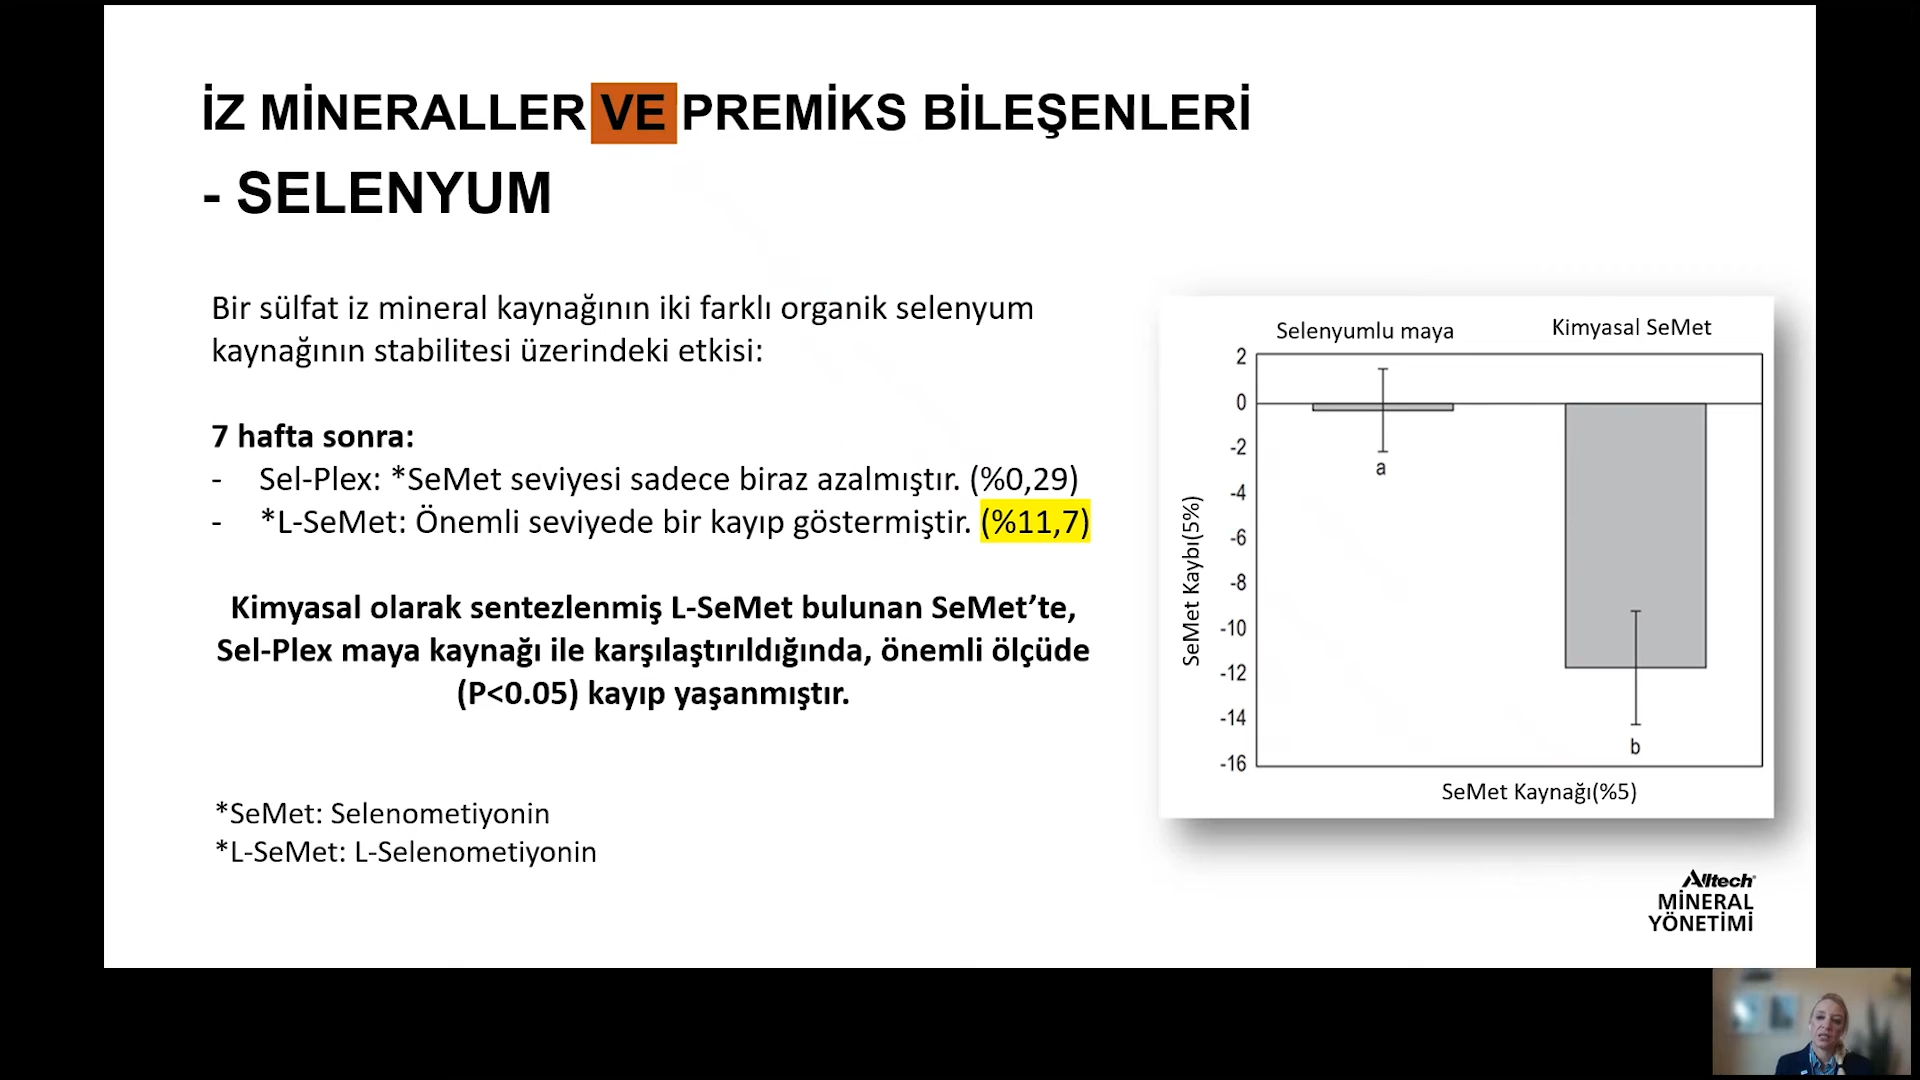 İZ MİNERALLER VE PREMİKS BİLEŞENLERİ
- SELENYUM
Bir sülfat iz mineral kaynağının iki farklı organik selenyum
kaynağının stabilitesi üzerindeki etkisi:
7 hafta sonra:
- Sel-Plex: *SeMet seviyesi sadece biraz azalmıştır. (%0,29)
- *L-SeMet: Önemli seviyede bir kayıp göstermiştir. (%11,7)
Kimyasal olarak sentezlenmiş L-SeMet bulunan SeMet’te,
Sel-Plex maya kaynağı ile karşılaştırıldığında, önemli ölçüde
(P<0.05) kayıp yaşanmıştır.
*SeMet: Selenometiyonin
*L-SeMet: L-Selenometiyonin
Selenyumlu maya
Kimyasal SeMet
2
0
-2
-4
-6
-8
-10
-12
-14
-16
SeMet Kaybı(5%)
a
b
SeMet Kaynağı(%5)
Alltech®
MİNERAL
YÖNETİMİ